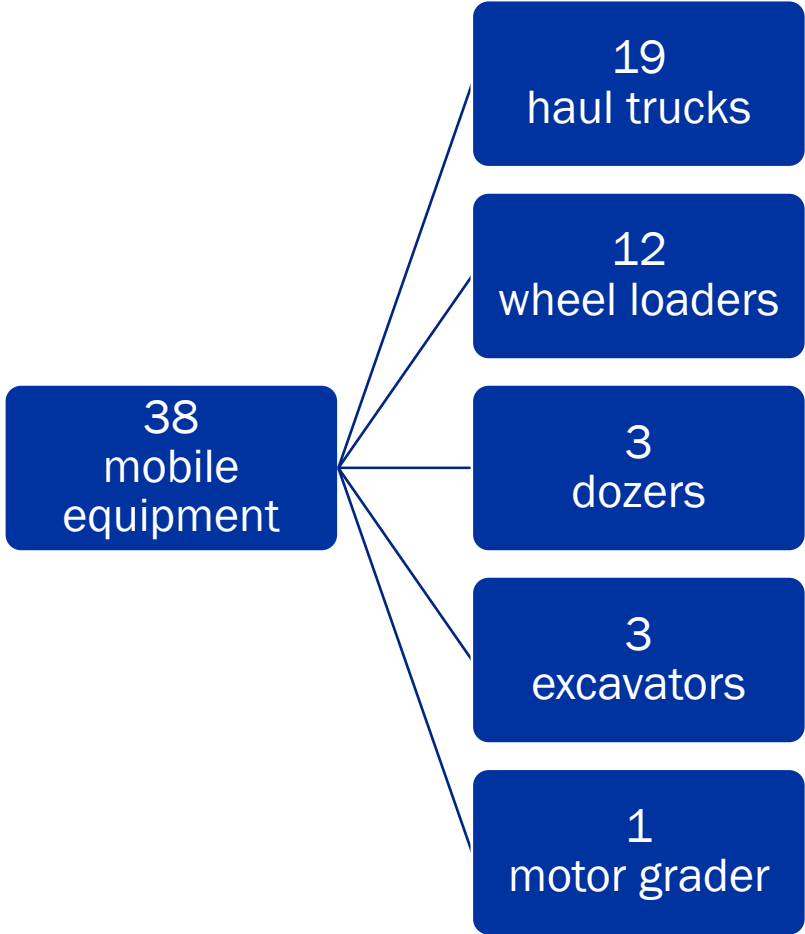 38
mobile
equipment
19
haul trucks
12
wheel loaders
3
dozers
3
excavators
1
motor grader